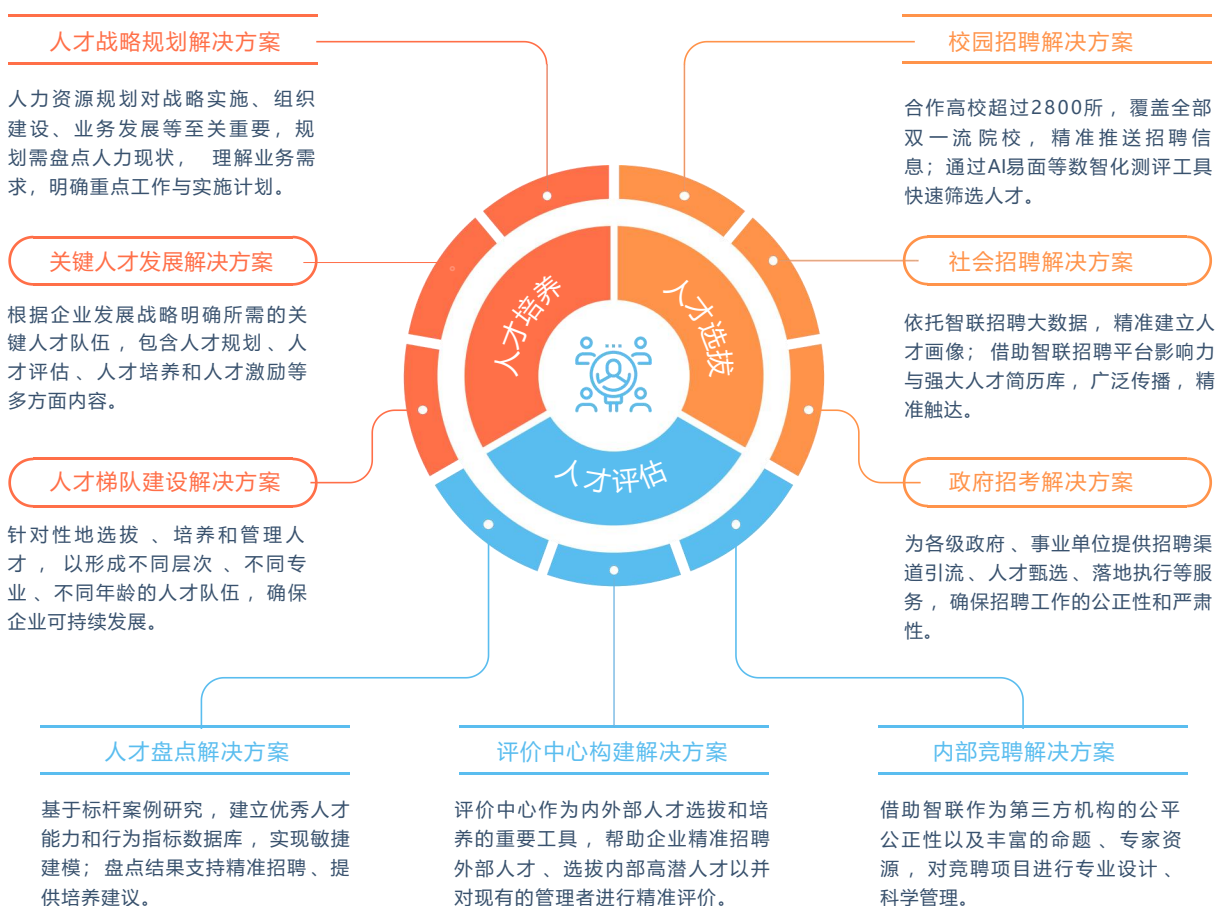 人才战略规划解决方案
人力资源规划对战略实施、组织
建设、业务发展等至关重要，规
划需盘点人力现状， 理解业务需
求，明确重点工作与实施计划。
关键人才发展解决方案
根据企业发展战略明确所需的关
键人才队伍，包含人才规划、人
才评估、人才培养和人才激励等
多方面内容。
人才梯队建设解决方案
针对性地选拔、培养和管理人
才，以形成不同层次、不同专
业、不同年龄的人才队伍，确保
企业可持续发展。
人才培养
人才选拔
人才评估
校园招聘解决方案
合作高校超过2800所，覆盖全部
双一流院校，精准推送招聘信
息；通过AI易面等数智化测评工具
快速筛选人才。
社会招聘解决方案
依托智联招聘大数据，精准建立人
才画像；借助智联招聘平台影响力
与强大人才简历库，广泛传播，精
准触达。
政府招考解决方案
为各级政府、事业单位提供招聘渠
道引流、人才甄选、落地执行等服
务，确保招聘工作的公正性和严肃
性。
人才盘点解决方案
基于标杆案例研究，建立优秀人才
能力和行为指标数据库，实现敏捷
建模；盘点结果支持精准招聘、提
供培养建议。
评价中心构建解决方案
评价中心作为内外部人才选拔和培
养的重要工具，帮助企业精准招聘
外部人才、选拔内部高潜人才以并
对现有的管理者进行精准评价。
内部竞聘解决方案
借助智联作为第三方机构的公平
公正性以及丰富的命题、专家资
源，对竞聘项目进行专业设计、
科学管理。